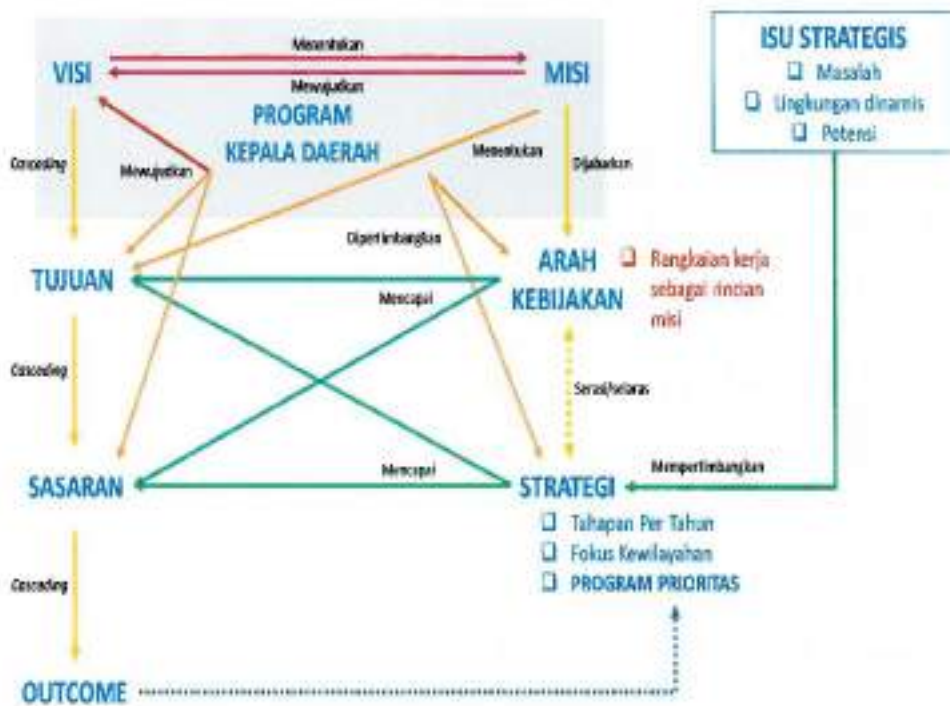 ISU STRATEGIS
❑ Masalah
❑ Lingkungan dinamis
❑ Potensi
VISI
Menentukan
Mewujudkan
MISI
PROGRAM
KEPALA DAERAH
Cascading
Mewujudkan
Menentukan
Dijabarkan
Dipertimbangkan
TUJUAN
ARAH
KEBIJAKAN
❑ Rangkaian kerja
sebagai rincian
misi
Mencapai
Cascading
Serasi/selaras
Mencapai
Mempertimbangkan
SASARAN
STRATEGI
❑ Tahapan Per Tahun
❑ Fokus Kewilayahan
❑ PROGRAM PRIORITAS
Cascading
OUTCOME